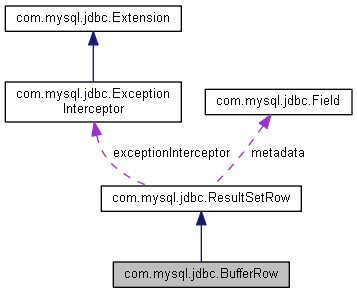 com.mysql.jdbc.Extension
com.mysql.jdbc.Exception
Interceptor
com.mysql.jdbc.Field
exceptionInterceptor
metadata
com.mysql.jdbc.ResultSetRow
com.mysql.jdbc.BufferRow